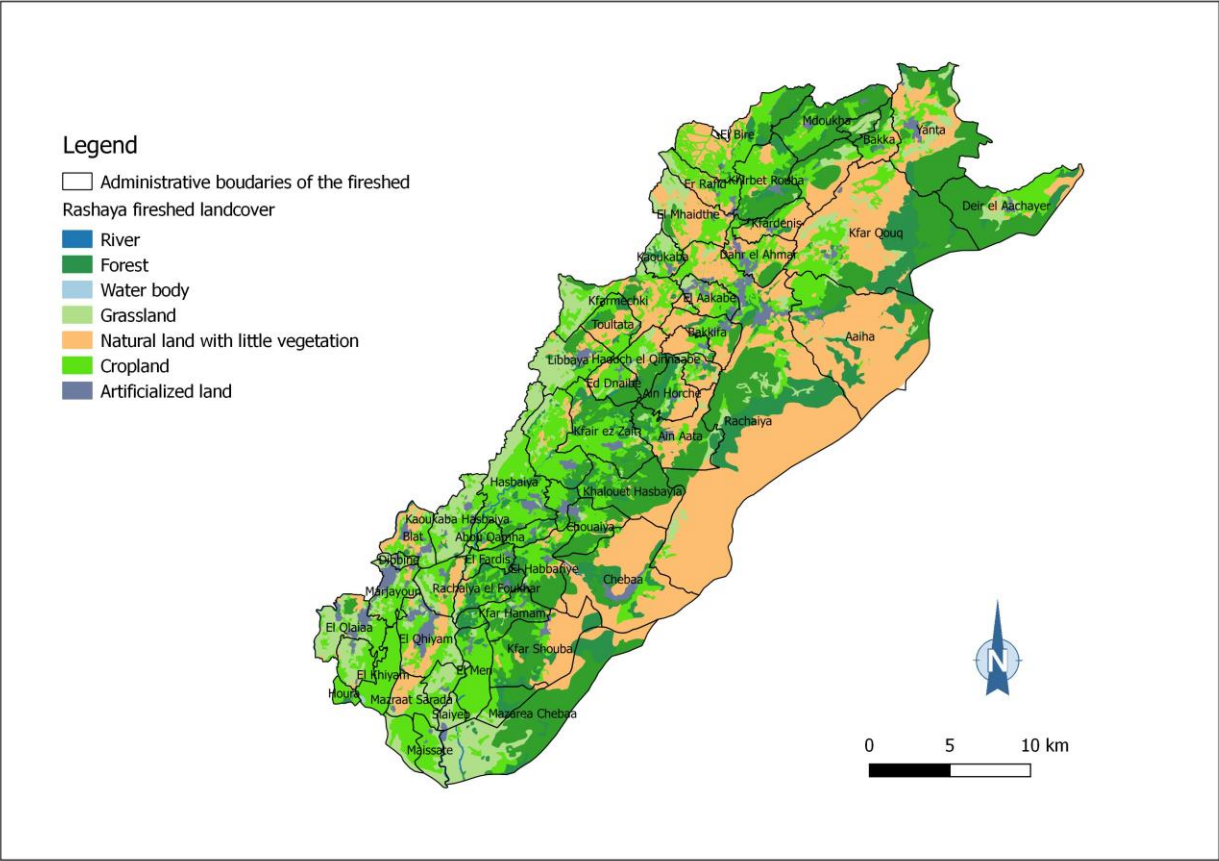 Legend
Administrative boudaries of the fireshed
Rashaya fireshed landcover
River
Forest
Water body
Grassland
Natural land with little vegetation
Cropland
Artificialized land
Mdoukha
El Bire
Yanta
Bakka
Khirbet Rouha
Er Rafid
Deir el Aachayer
El Mhaidthe
Kfardenis
Kfar Qouq
Dahr el Ahmar
Kaoukaba
El Aakabe
Kfarmechki
Touitata
Bakkifa
Aaiha
Libbaya
Haouch el Qinnaabe
Ed Dnaibe
Ain Horche
Rachaiya
Kfair ez Zait
Ain Aata
Hasbaiya
Khalouet Hasbayia
Kaoukaba Hasbaiya
Chouaiya
Blat
Abou Qamha
Dibbine
El Fardis
El Habbariye
Chebaa
Marjayoun
Rachaiya el Foukhar
Kfar Hamam
El Qlaiaa
El Qhiyam
Kfar Shouba
El Meri
El Khiyam
Houra
Mazraat Sarada
Slaiyeb
Mazarea Chebaa
Maissate
N
0 5 10 km